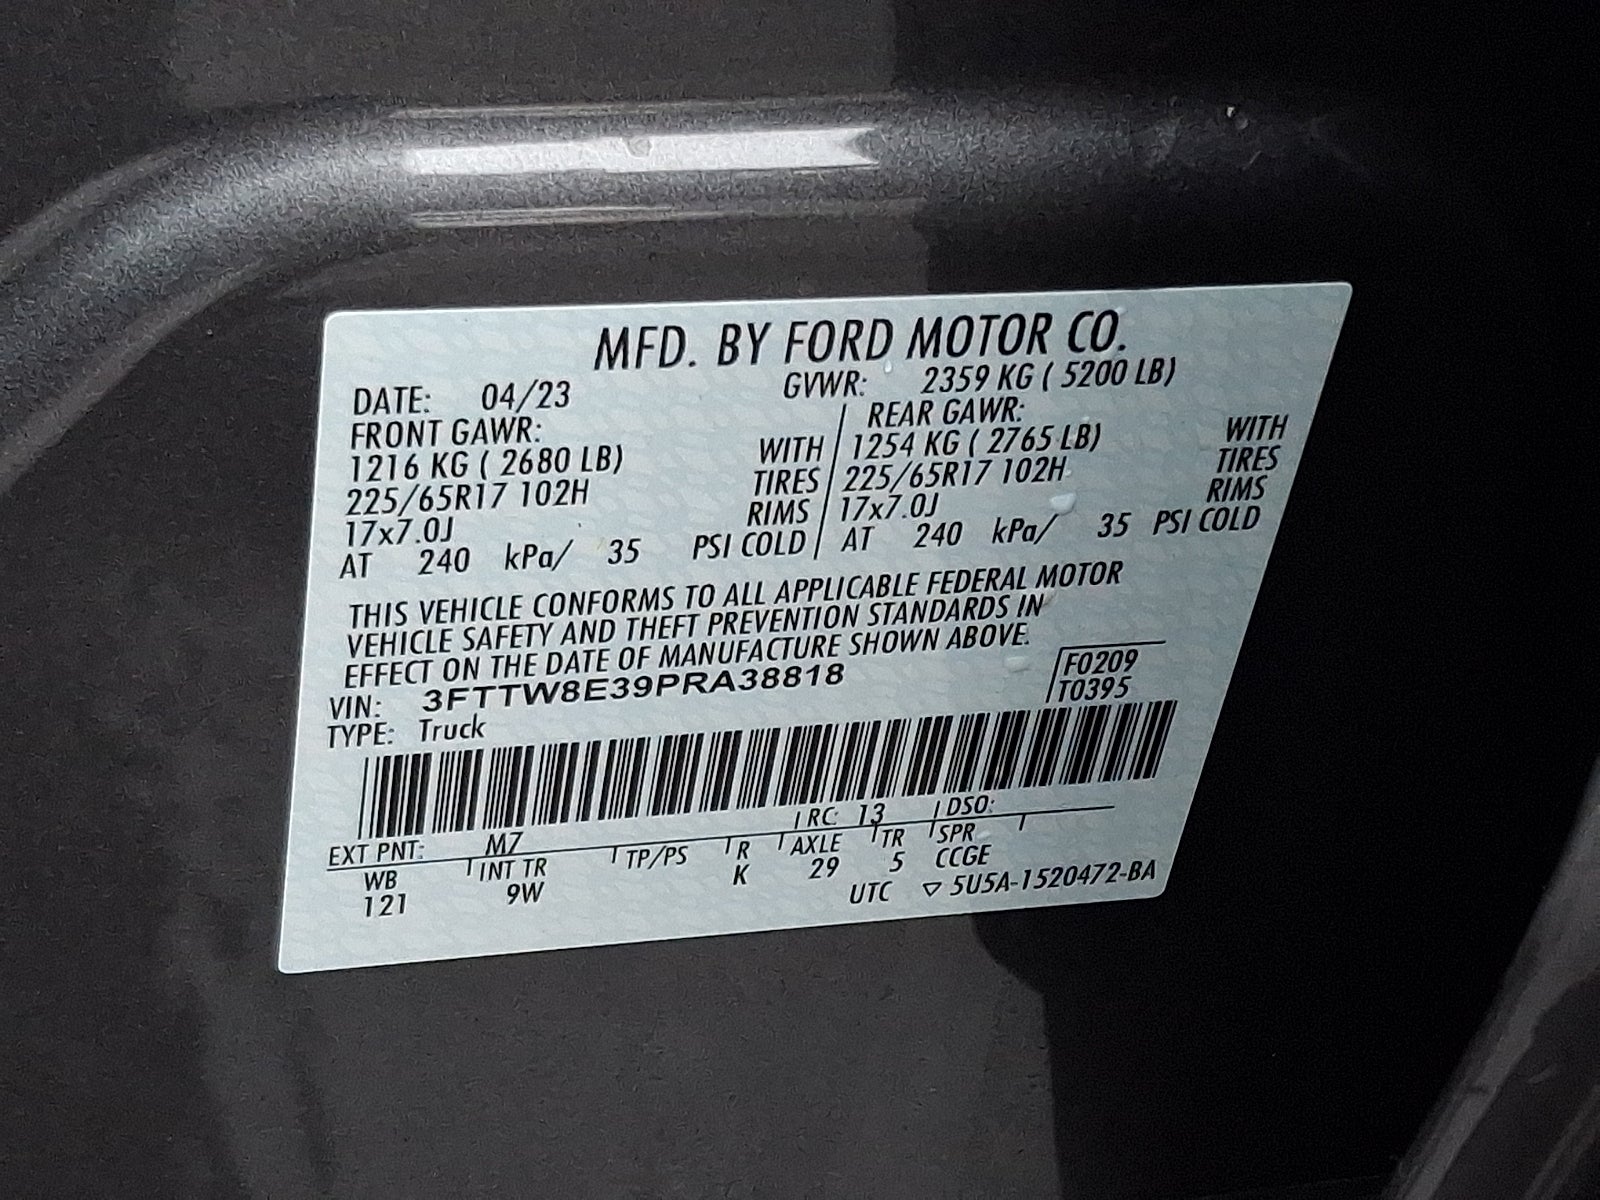 MFD. BY FORD MOTOR CO.
DATE: 04/23 GVWR: 2359 KG ( 5200 LB)
FRONT GAWR: REAR GAWR:
1216 KG ( 2680 LB) WITH 1254 KG ( 2765 LB) WITH
225/65R17 102H TIRES 225/65R17 102H TIRES
17x7.0J RIMS 17x7.0J RIMS
AT 240 kPa/ 35 PSI COLD AT 240 kPa/ 35 PSI COLD
THIS VEHICLE CONFORMS TO ALL APPLICABLE FEDERAL MOTOR
VEHICLE SAFETY AND THEFT PREVENTION STANDARDS IN
EFFECT ON THE DATE OF MANUFACTURE SHOWN ABOVE.
VIN: 3FTTW8E39PRA38818 F0209
TYPE: Truck T0395
EXT PNT: M7 RC: 13 DSO:
WB INT TR TP/PS R AXLE TR SPR
121 9W K 29 5 CCGE
UTC ▽ 5U5A-1520472-BA